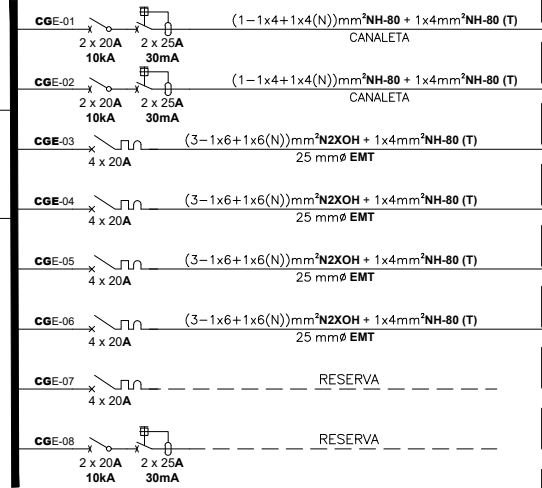 CGE-01 (1-1x4+1x4(N))mm²NH-80 + 1x4mm²NH-80 (T)
2 x 20A 2 x 25A CANALETA
10kA 30mA
CGE-02 (1-1x4+1x4(N))mm²NH-80 + 1x4mm²NH-80 (T)
2 x 20A 2 x 25A CANALETA
10kA 30mA
CGE-03 (3-1x6+1x6(N))mm²N2XOH + 1x4mm²NH-80 (T)
4 x 20A 25 mmø EMT
CGE-04 (3-1x6+1x6(N))mm²N2XOH + 1x4mm²NH-80 (T)
4 x 20A 25 mmø EMT
CGE-05 (3-1x6+1x6(N))mm²N2XOH + 1x4mm²NH-80 (T)
4 x 20A 25 mmø EMT
CGE-06 (3-1x6+1x6(N))mm²N2XOH + 1x4mm²NH-80 (T)
4 x 20A 25 mmø EMT
CGE-07 RESERVA
4 x 20A
CGE-08 RESERVA
2 x 20A 2 x 25A
10kA 30mA